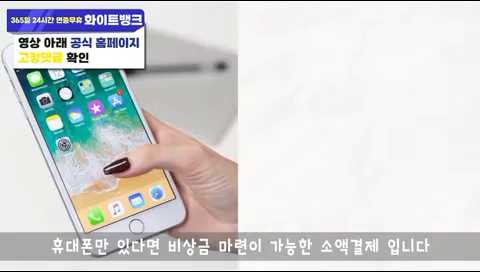 365일 24시간 연중무휴 화이트뱅크
영상 아래 공식 홈페이지
고정댓글 확인
휴대폰만 있다면 비상금 마련이 가능한 소액결제 입니다